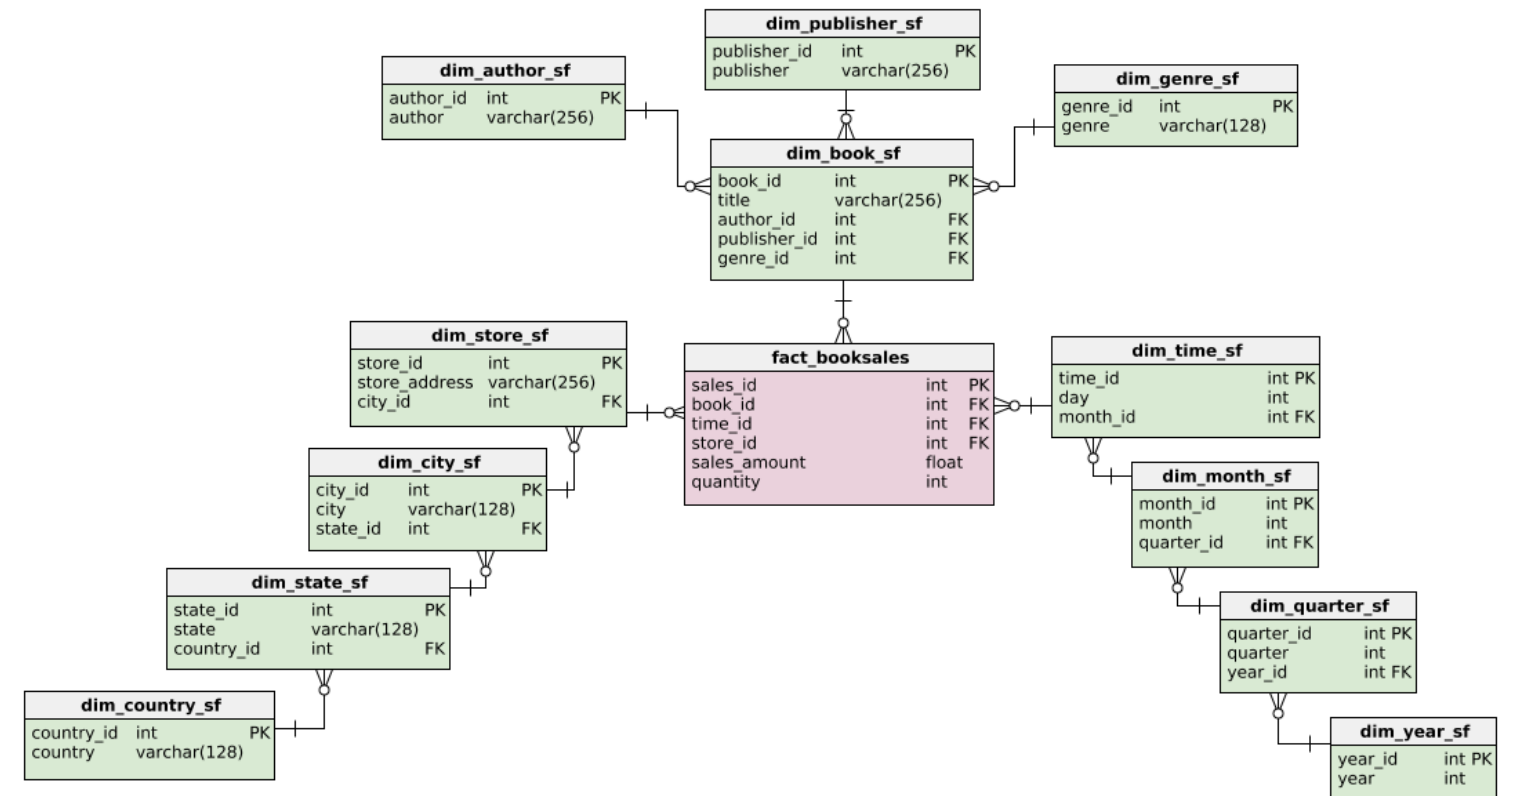 dim_publisher_sf
publisher_id int PK
publisher varchar(256)
dim_author_sf
author_id int PK
author varchar(256)
dim_genre_sf
genre_id int PK
genre varchar(128)
dim_book_sf
book_id int PK
title varchar(256)
author_id int FK
publisher_id int FK
genre_id int FK
dim_store_sf
store_id int PK
store_address varchar(256)
city_id int FK
fact_booksales
sales_id int PK
book_id int FK
time_id int FK
store_id int FK
sales_amount float
quantity int
dim_time_sf
time_id int PK
day int
month_id int FK
dim_city_sf
city_id int PK
city varchar(128)
state_id int FK
dim_month_sf
month_id int PK
month int
quarter_id int FK
dim_state_sf
state_id int PK
state varchar(128)
country_id int FK
dim_quarter_sf
quarter_id int PK
quarter int
year_id int FK
dim_country_sf
country_id int PK
country varchar(128)
dim_year_sf
year_id int PK
year int